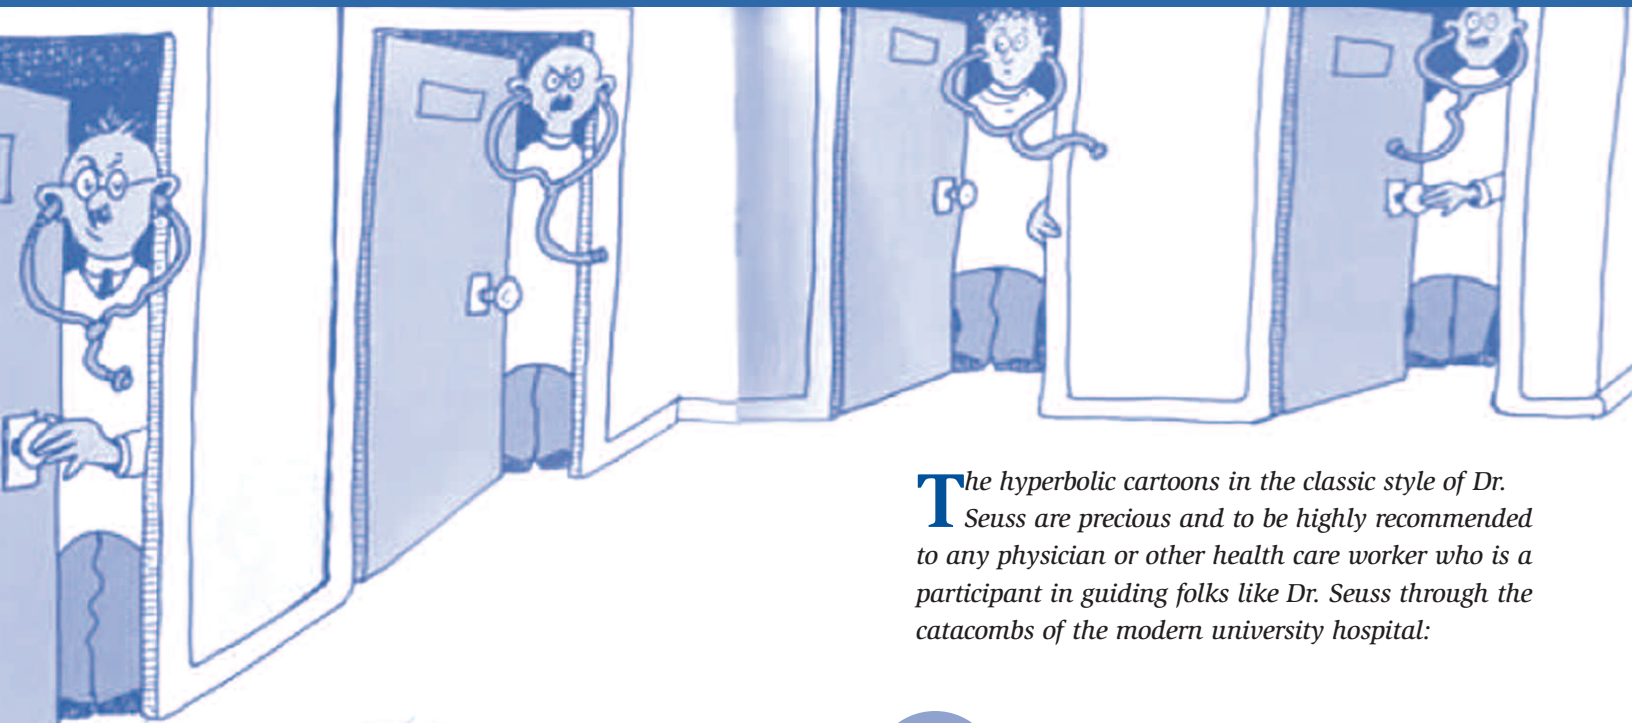 The hyperbolic cartoons in the classic style of Dr.
Seuss are precious and to be highly recommended
to any physician or other health care worker who is a
participant in guiding folks like Dr. Seuss through the
catacombs of the modern university hospital: